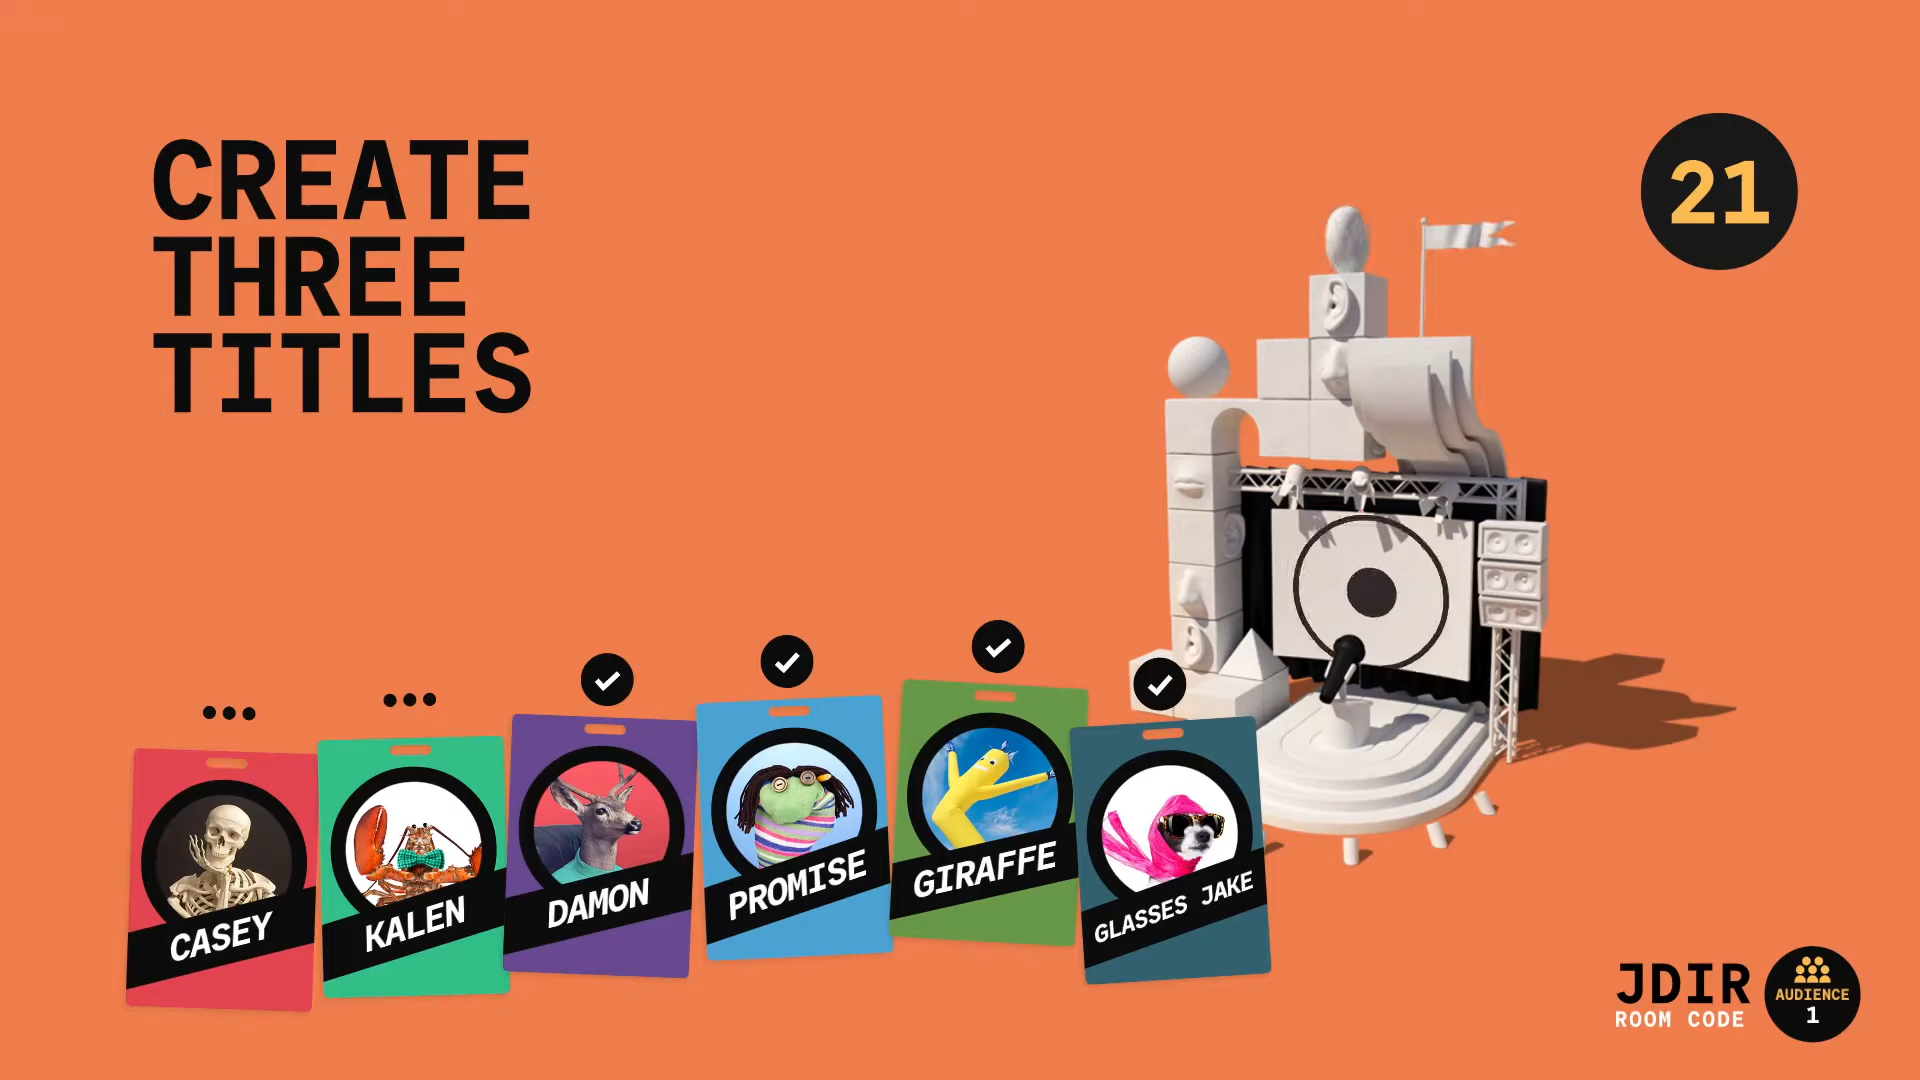 CREATE
THREE
TITLES
21
CASEY
KALEN
DAMON
PROMISE
GIRAFFE
GLASSES JAKE
JDIR
ROOM CODE
AUDIENCE
1